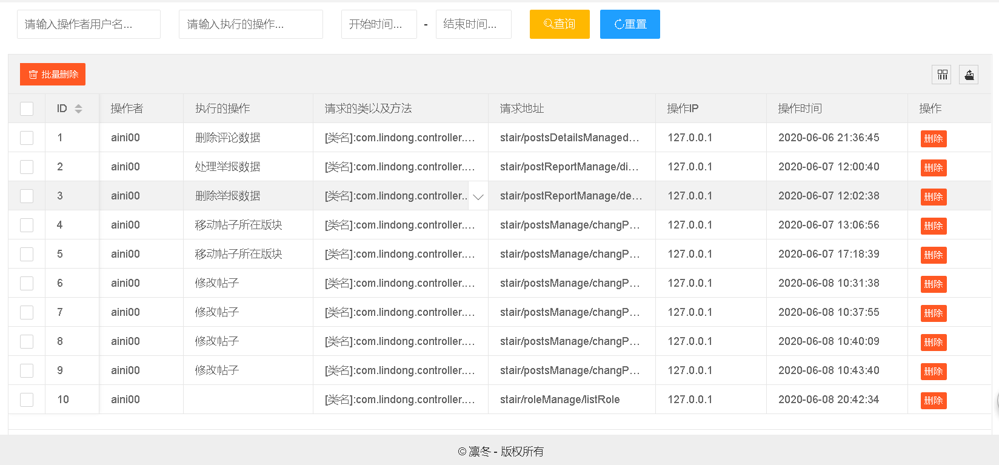 请输入操作者用户名... 请输入执行的操作... 开始时间... - 结束时间... 查询 重置
批量删除
ID 操作者 执行的操作 请求的类以及方法 请求地址 操作IP 操作时间 操作
1 aini00 删除评论数据 [类名]:com.lindong.controller.... stair/postsDetailsManaged... 127.0.0.1 2020-06-06 21:36:45 删除
2 aini00 处理举报数据 [类名]:com.lindong.controller.... stair/postReportManage/di... 127.0.0.1 2020-06-07 12:00:40 删除
3 aini00 删除举报数据 [类名]:com.lindong.controller... stair/postReportManage/de... 127.0.0.1 2020-06-07 12:02:38 删除
4 aini00 移动帖子所在版块 [类名]:com.lindong.controller.... stair/postsManage/changP... 127.0.0.1 2020-06-07 13:06:56 删除
5 aini00 移动帖子所在版块 [类名]:com.lindong.controller.... stair/postsManage/changP... 127.0.0.1 2020-06-07 17:18:39 删除
6 aini00 修改帖子 [类名]:com.lindong.controller.... stair/postsManage/changP... 127.0.0.1 2020-06-08 10:31:38 删除
7 aini00 修改帖子 [类名]:com.lindong.controller.... stair/postsManage/changP... 127.0.0.1 2020-06-08 10:37:55 删除
8 aini00 修改帖子 [类名]:com.lindong.controller.... stair/postsManage/changP... 127.0.0.1 2020-06-08 10:40:09 删除
9 aini00 修改帖子 [类名]:com.lindong.controller.... stair/postsManage/changP... 127.0.0.1 2020-06-08 10:43:40 删除
10 aini00 [类名]:com.lindong.controller.... stair/roleManage/listRole 127.0.0.1 2020-06-08 20:42:34 删除
© 凛冬 - 版权所有